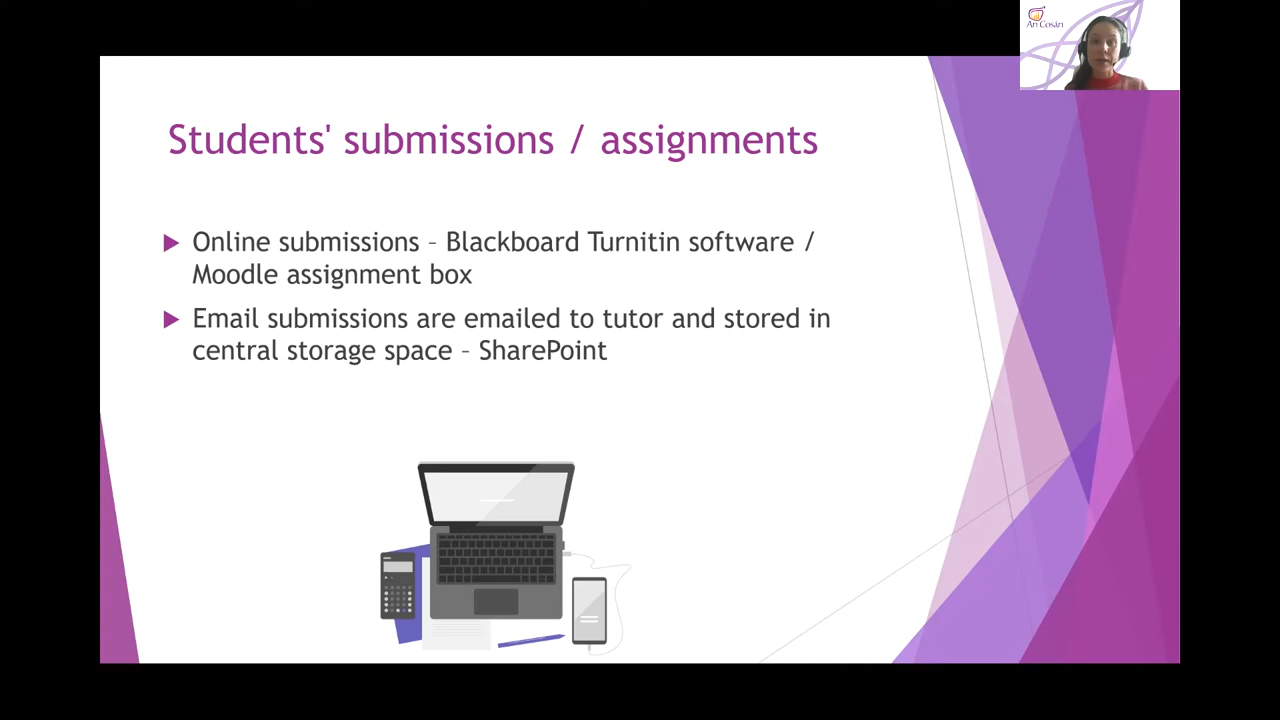 An Cosán
Students' submissions / assignments
Online submissions – Blackboard Turnitin software /
Moodle assignment box
Email submissions are emailed to tutor and stored in
central storage space – SharePoint